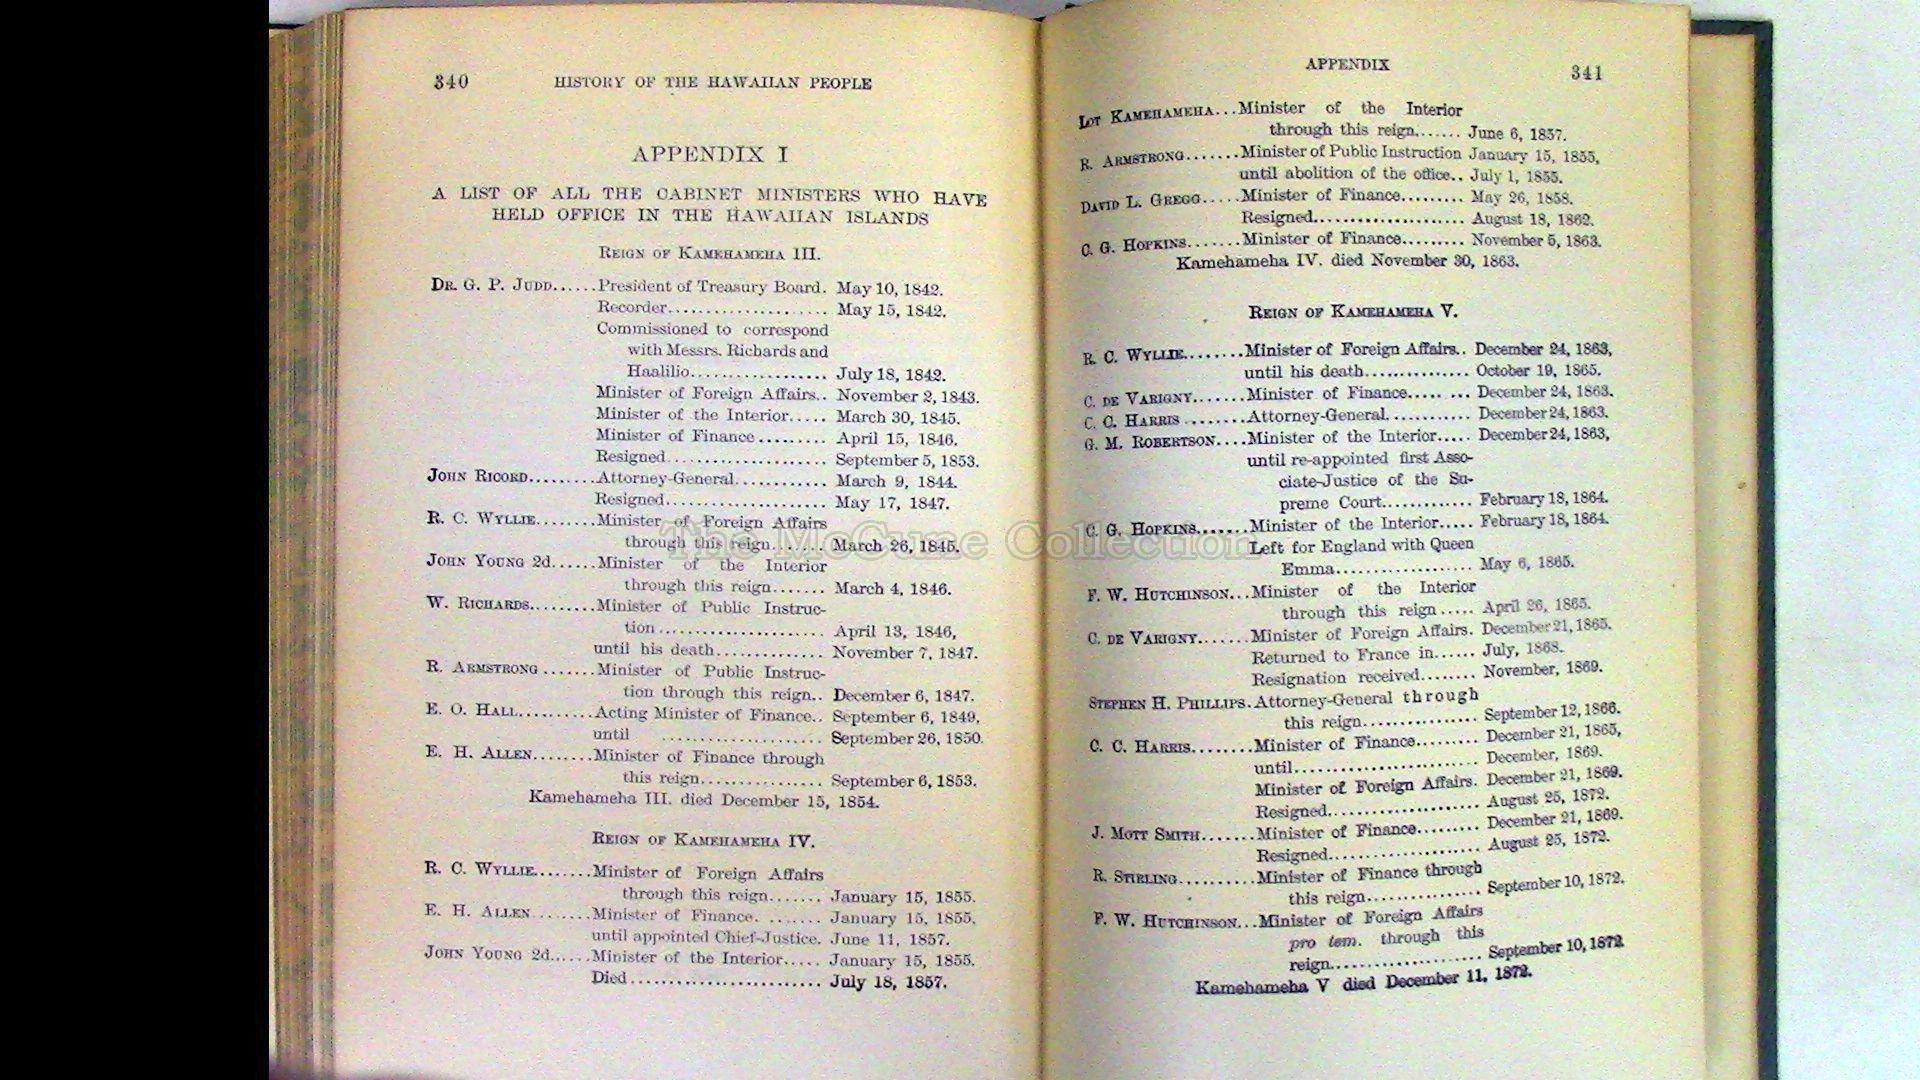 340 HISTORY OF THE HAWAIIAN PEOPLE
APPENDIX I
A LIST OF ALL THE CABINET MINISTERS WHO HAVE
HELD OFFICE IN THE HAWAIIAN ISLANDS
REIGN OF KAMEHAMEHA III.
DR. G. P. JUDD......President of Treasury Board. May 10, 1842.
Recorder..................... May 15, 1842.
Commissioned to correspond
with Messrs. Richards and
Haalilio.................. July 18, 1842.
Minister of Foreign Affairs.. November 2, 1843.
Minister of the Interior..... March 30, 1845.
Minister of Finance......... April 15, 1846.
Resigned..................... September 5, 1853.
JOHN RICORD.........Attorney-General............ March 9, 1844.
Resigned..................... May 17, 1847.
R. C. WYLLIE........Minister of Foreign Affairs
through this reign....... March 26, 1845.
JOHN YOUNG 2d......Minister of the Interior
through this reign....... March 4, 1846.
W. RICHARDS.........Minister of Public Instruc-
tion...................... April 13, 1846,
until his death.............. November 7, 1847.
R. ARMSTRONG.......Minister of Public Instruc-
tion through this reign.. December 6, 1847.
E. O. HALL..........Acting Minister of Finance.. September 6, 1849,
until ...................... September 26, 1850.
E. H. ALLEN........Minister of Finance through
this reign................ September 6, 1853.
Kamehameha III. died December 15, 1854.
REIGN OF KAMEHAMEHA IV.
R. C. WYLLIE.......Minister of Foreign Affairs
through this reign....... January 15, 1855.
E. H. ALLEN........Minister of Finance. ....... January 15, 1855,
until appointed Chief-Justice. June 11, 1857.
JOHN YOUNG 2d.....Minister of the Interior..... January 15, 1855.
Died......................... July 18, 1857.
APPENDIX 341
LOT KAMEHAMEHA...Minister of the Interior
through this reign....... June 6, 1857.
R. ARMSTRONG.......Minister of Public Instruction January 15, 1855,
until abolition of the office.. July 1, 1855.
DAVID L. GREGG.....Minister of Finance......... May 26, 1858.
Resigned..................... August 18, 1862.
C. G. HOPKINS.......Minister of Finance......... November 5, 1863.
Kamehameha IV. died November 30, 1863.
REIGN OF KAMEHAMEHA V.
R. C. WYLLIE........Minister of Foreign Affairs.. December 24, 1863,
until his death............... October 19, 1865.
C. DE VARIGNY.......Minister of Finance..... ... December 24, 1863.
C. C. HARRIS ........Attorney-General............ December 24, 1863.
G. M. ROBERTSON....Minister of the Interior..... December 24, 1863,
until re-appointed first Asso-
ciate-Justice of the Su-
preme Court............. February 18, 1864.
C. G. HOPKINS.......Minister of the Interior..... February 18, 1864.
Left for England with Queen
Emma................... May 6, 1865.
F. W. HUTCHINSON...Minister of the Interior
through this reign ..... April 26, 1865.
C. DE VARIGNY.......Minister of Foreign Affairs. December 21, 1865.
Returned to France in...... July, 1868.
Resignation received........ November, 1869.
STEPHEN H. PHILLIPS.Attorney-General through
this reign................ September 12, 1866.
C. C. HARRIS........Minister of Finance......... December 21, 1865,
until......................... December, 1869.
Minister of Foreign Affairs. December 21, 1869.
Resigned..................... August 25, 1872.
J. MOTT SMITH.......Minister of Finance......... December 21, 1869.
Resigned..................... August 25, 1872.
R. STIRLING..........Minister of Finance through
this reign................ September 10, 1872.
F. W. HUTCHINSON...Minister of Foreign Affairs
pro tem. through this
reign..................... September 10, 1872
Kamehameha V died December 11, 1872.
The McCune Collection